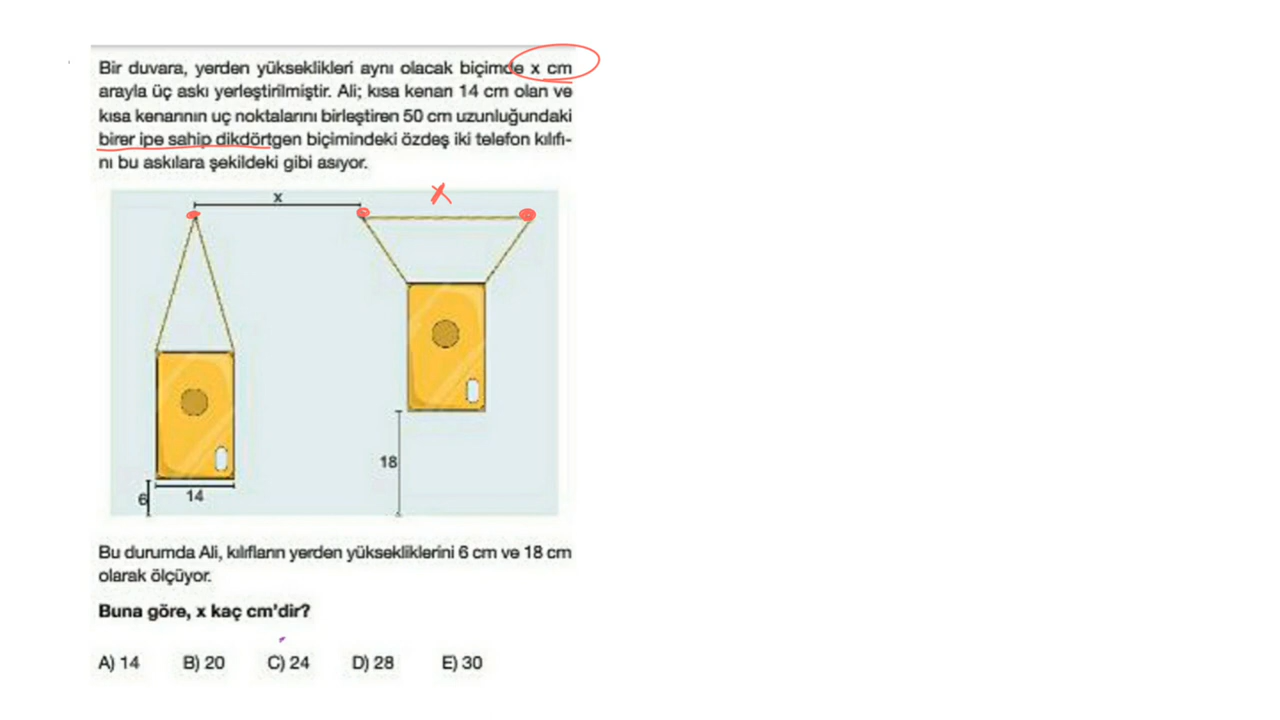 Bir duvara, yerden yükseklikleri aynı olacak biçimde x cm
arayla üç askı yerleştirilmiştir. Ali; kısa kenarı 14 cm olan ve
kısa kenarının uç noktalarını birleştiren 50 cm uzunluğundaki
birer ipe sahip dikdörtgen biçimindeki özdeş iki telefon kılıfı-
nı bu askılara şekildeki gibi asıyor.
x
x
18
6
14
Bu durumda Ali, kılıfların yerden yüksekliklerini 6 cm ve 18 cm
olarak ölçüyor.
Buna göre, x kaç cm'dir?
A) 14 B) 20 C) 24 D) 28 E) 30